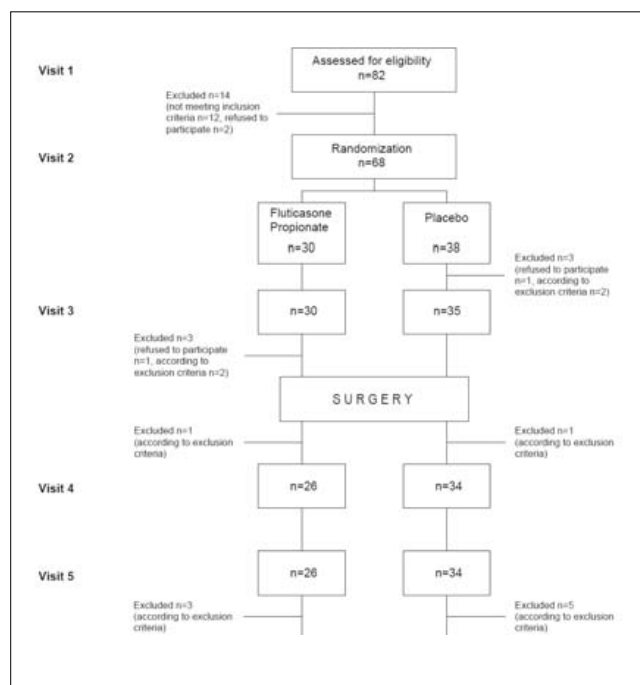 Visit 1
Assessed for eligibility
n=82
Excluded n=14
(not meeting inclusion
criteria n=12, refused to
participate n=2)
Visit 2
Randomization
n=68
Fluticasone
Propionate
n=30
Placebo
n=38
Excluded n=3
(refused to participate
n=1, according to
exclusion criteria n=2)
Visit 3
n=30
n=35
Excluded n=3
(refused to participate
n=1, according to
exclusion criteria n=2)
SURGERY
Excluded n=1
(according to exclusion
criteria)
Excluded n=1
(according to exclusion
criteria)
Visit 4
n=26
n=34
Visit 5
n=26
n=34
Excluded n=3
(according to exclusion
criteria)
Excluded n=5
(according to exclusion
criteria)